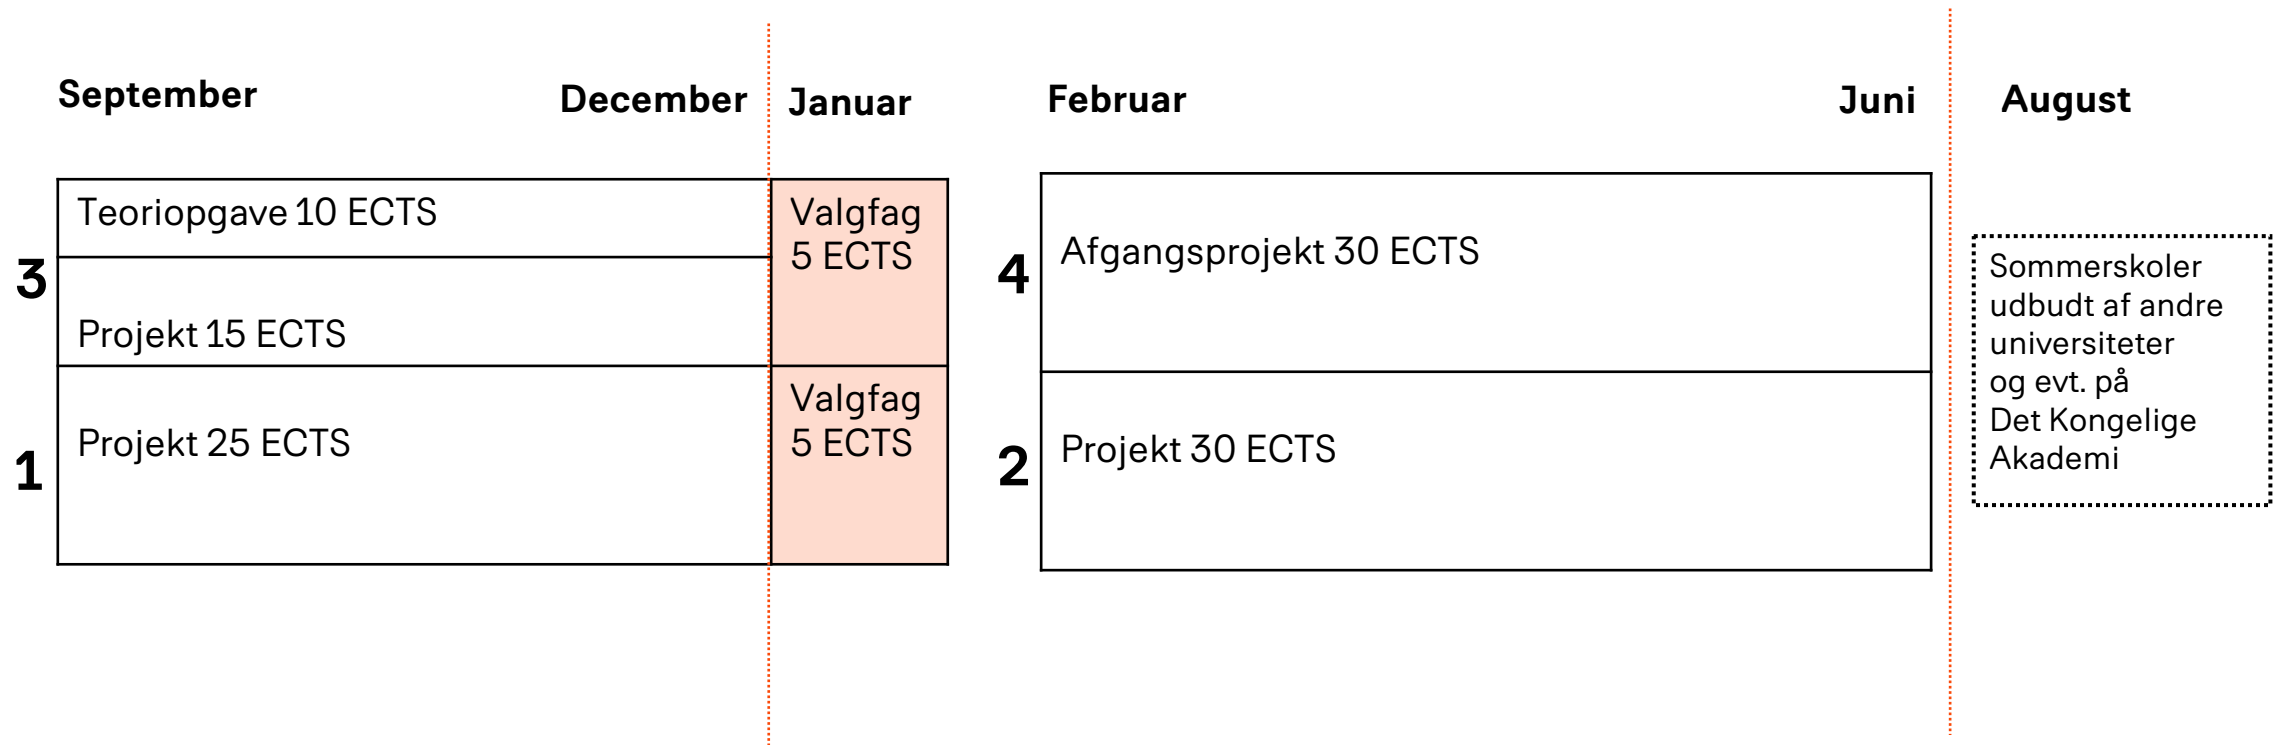 September
December
Januar
Februar
Juni
August
3
Teoriopgave 10 ECTS
Projekt 15 ECTS
Valgfag
5 ECTS
1
Projekt 25 ECTS
Valgfag
5 ECTS
4
Afgangsprojekt 30 ECTS
2
Projekt 30 ECTS
Sommerskoler
udbudt af andre
universiteter
og evt. på
Det Kongelige
Akademi